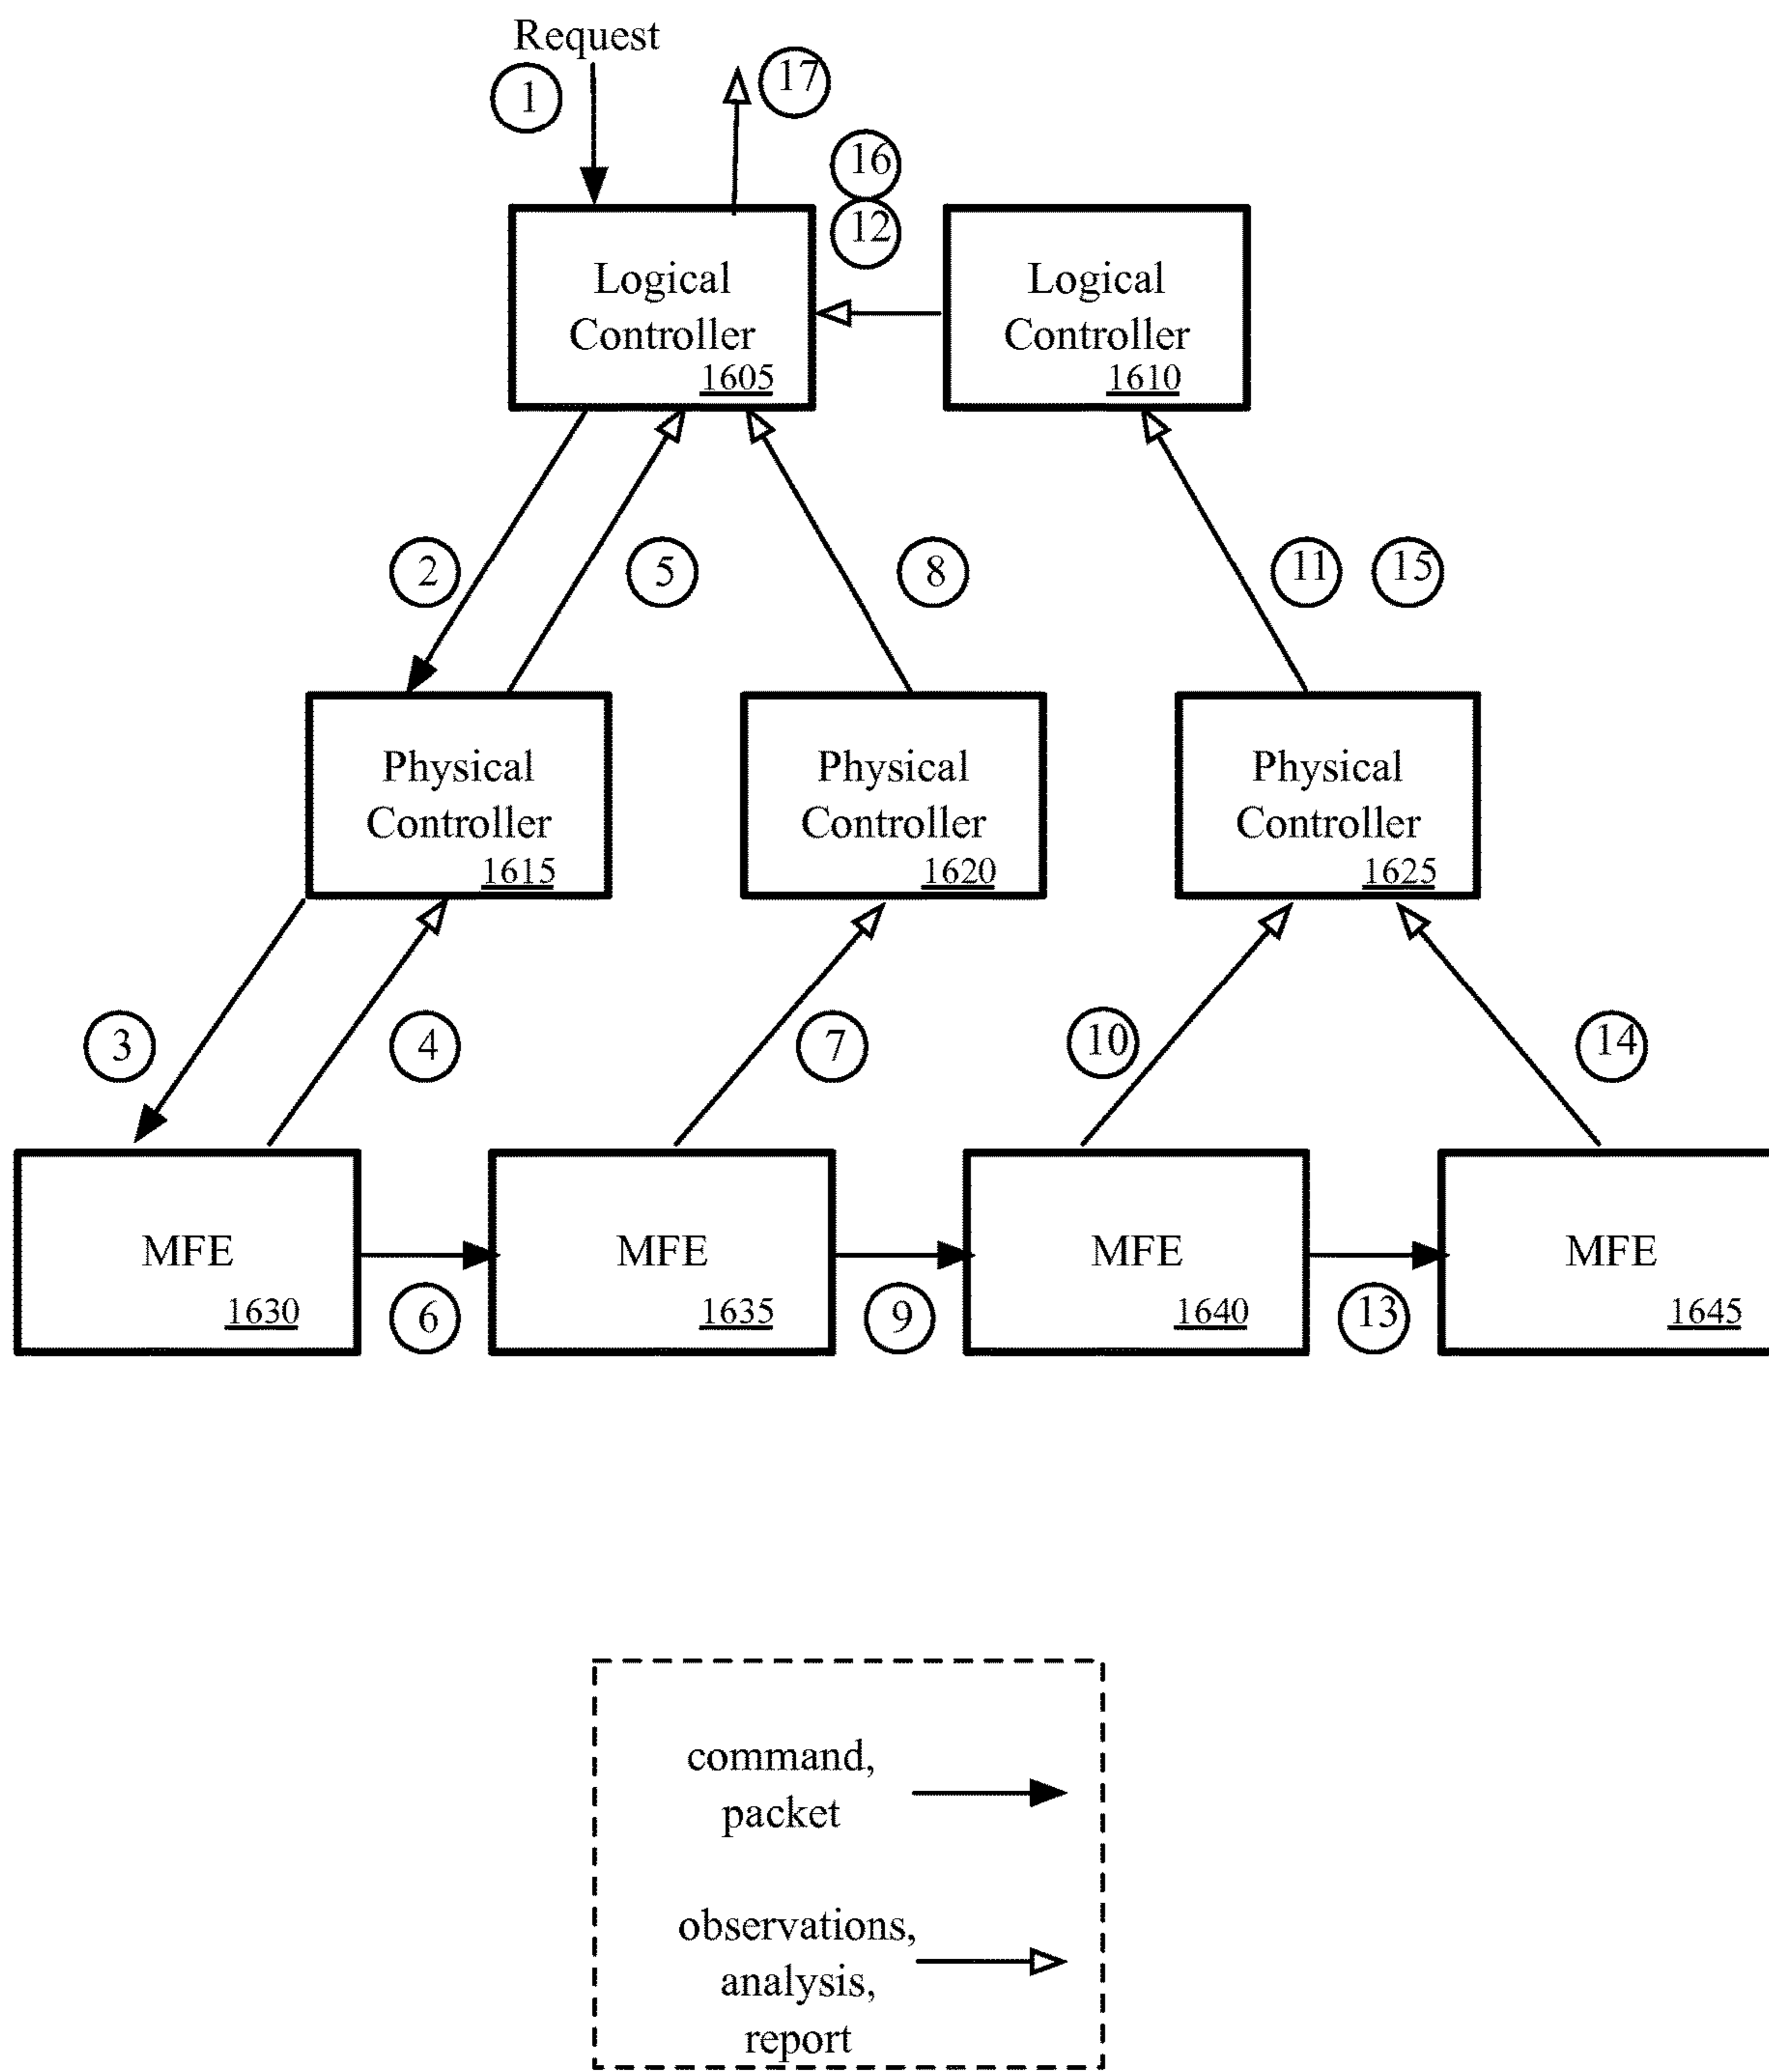 Request
1
17
16
12
Logical
Controller
1605
Logical
Controller
1610
2
5
8
11
15
Physical
Controller
1615
Physical
Controller
1620
Physical
Controller
1625
3
4
7
10
14
MFE
1630
MFE
1635
MFE
1640
MFE
1645
6
9
13
command,
packet
observations,
analysis,
report